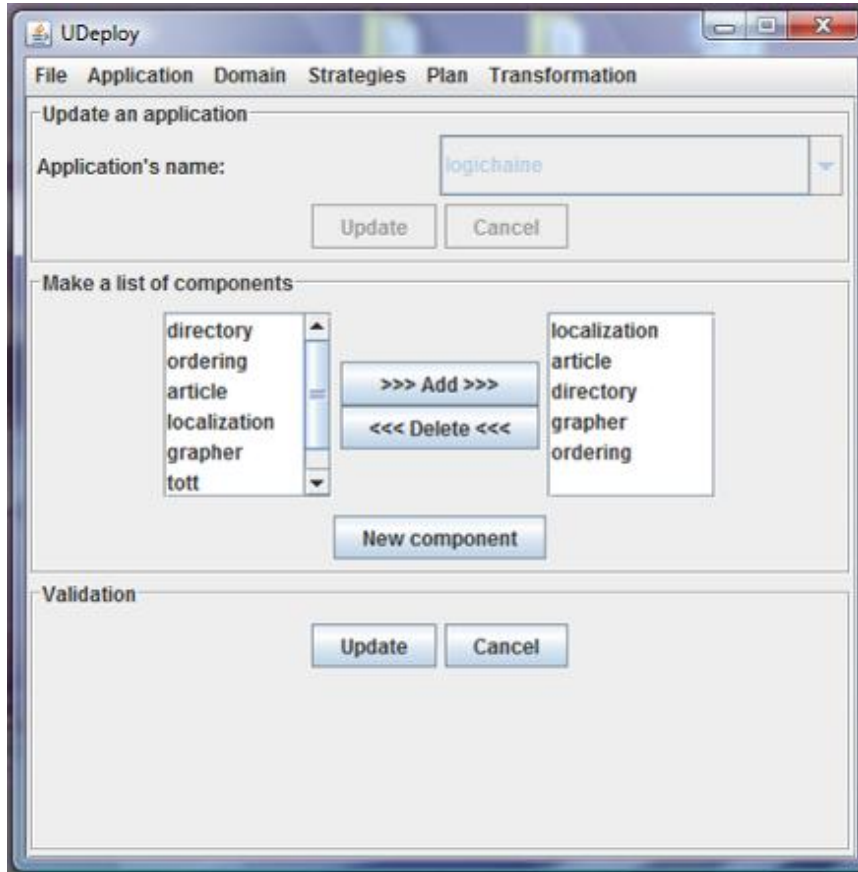 UDeploy
File Application Domain Strategies Plan Transformation
Update an application
Application's name: logichaine
Update Cancel
Make a list of components
directory
ordering
article
localization
grapher
tott
>>> Add >>>
<<< Delete <<<
localization
article
directory
grapher
ordering
New component
Validation
Update Cancel